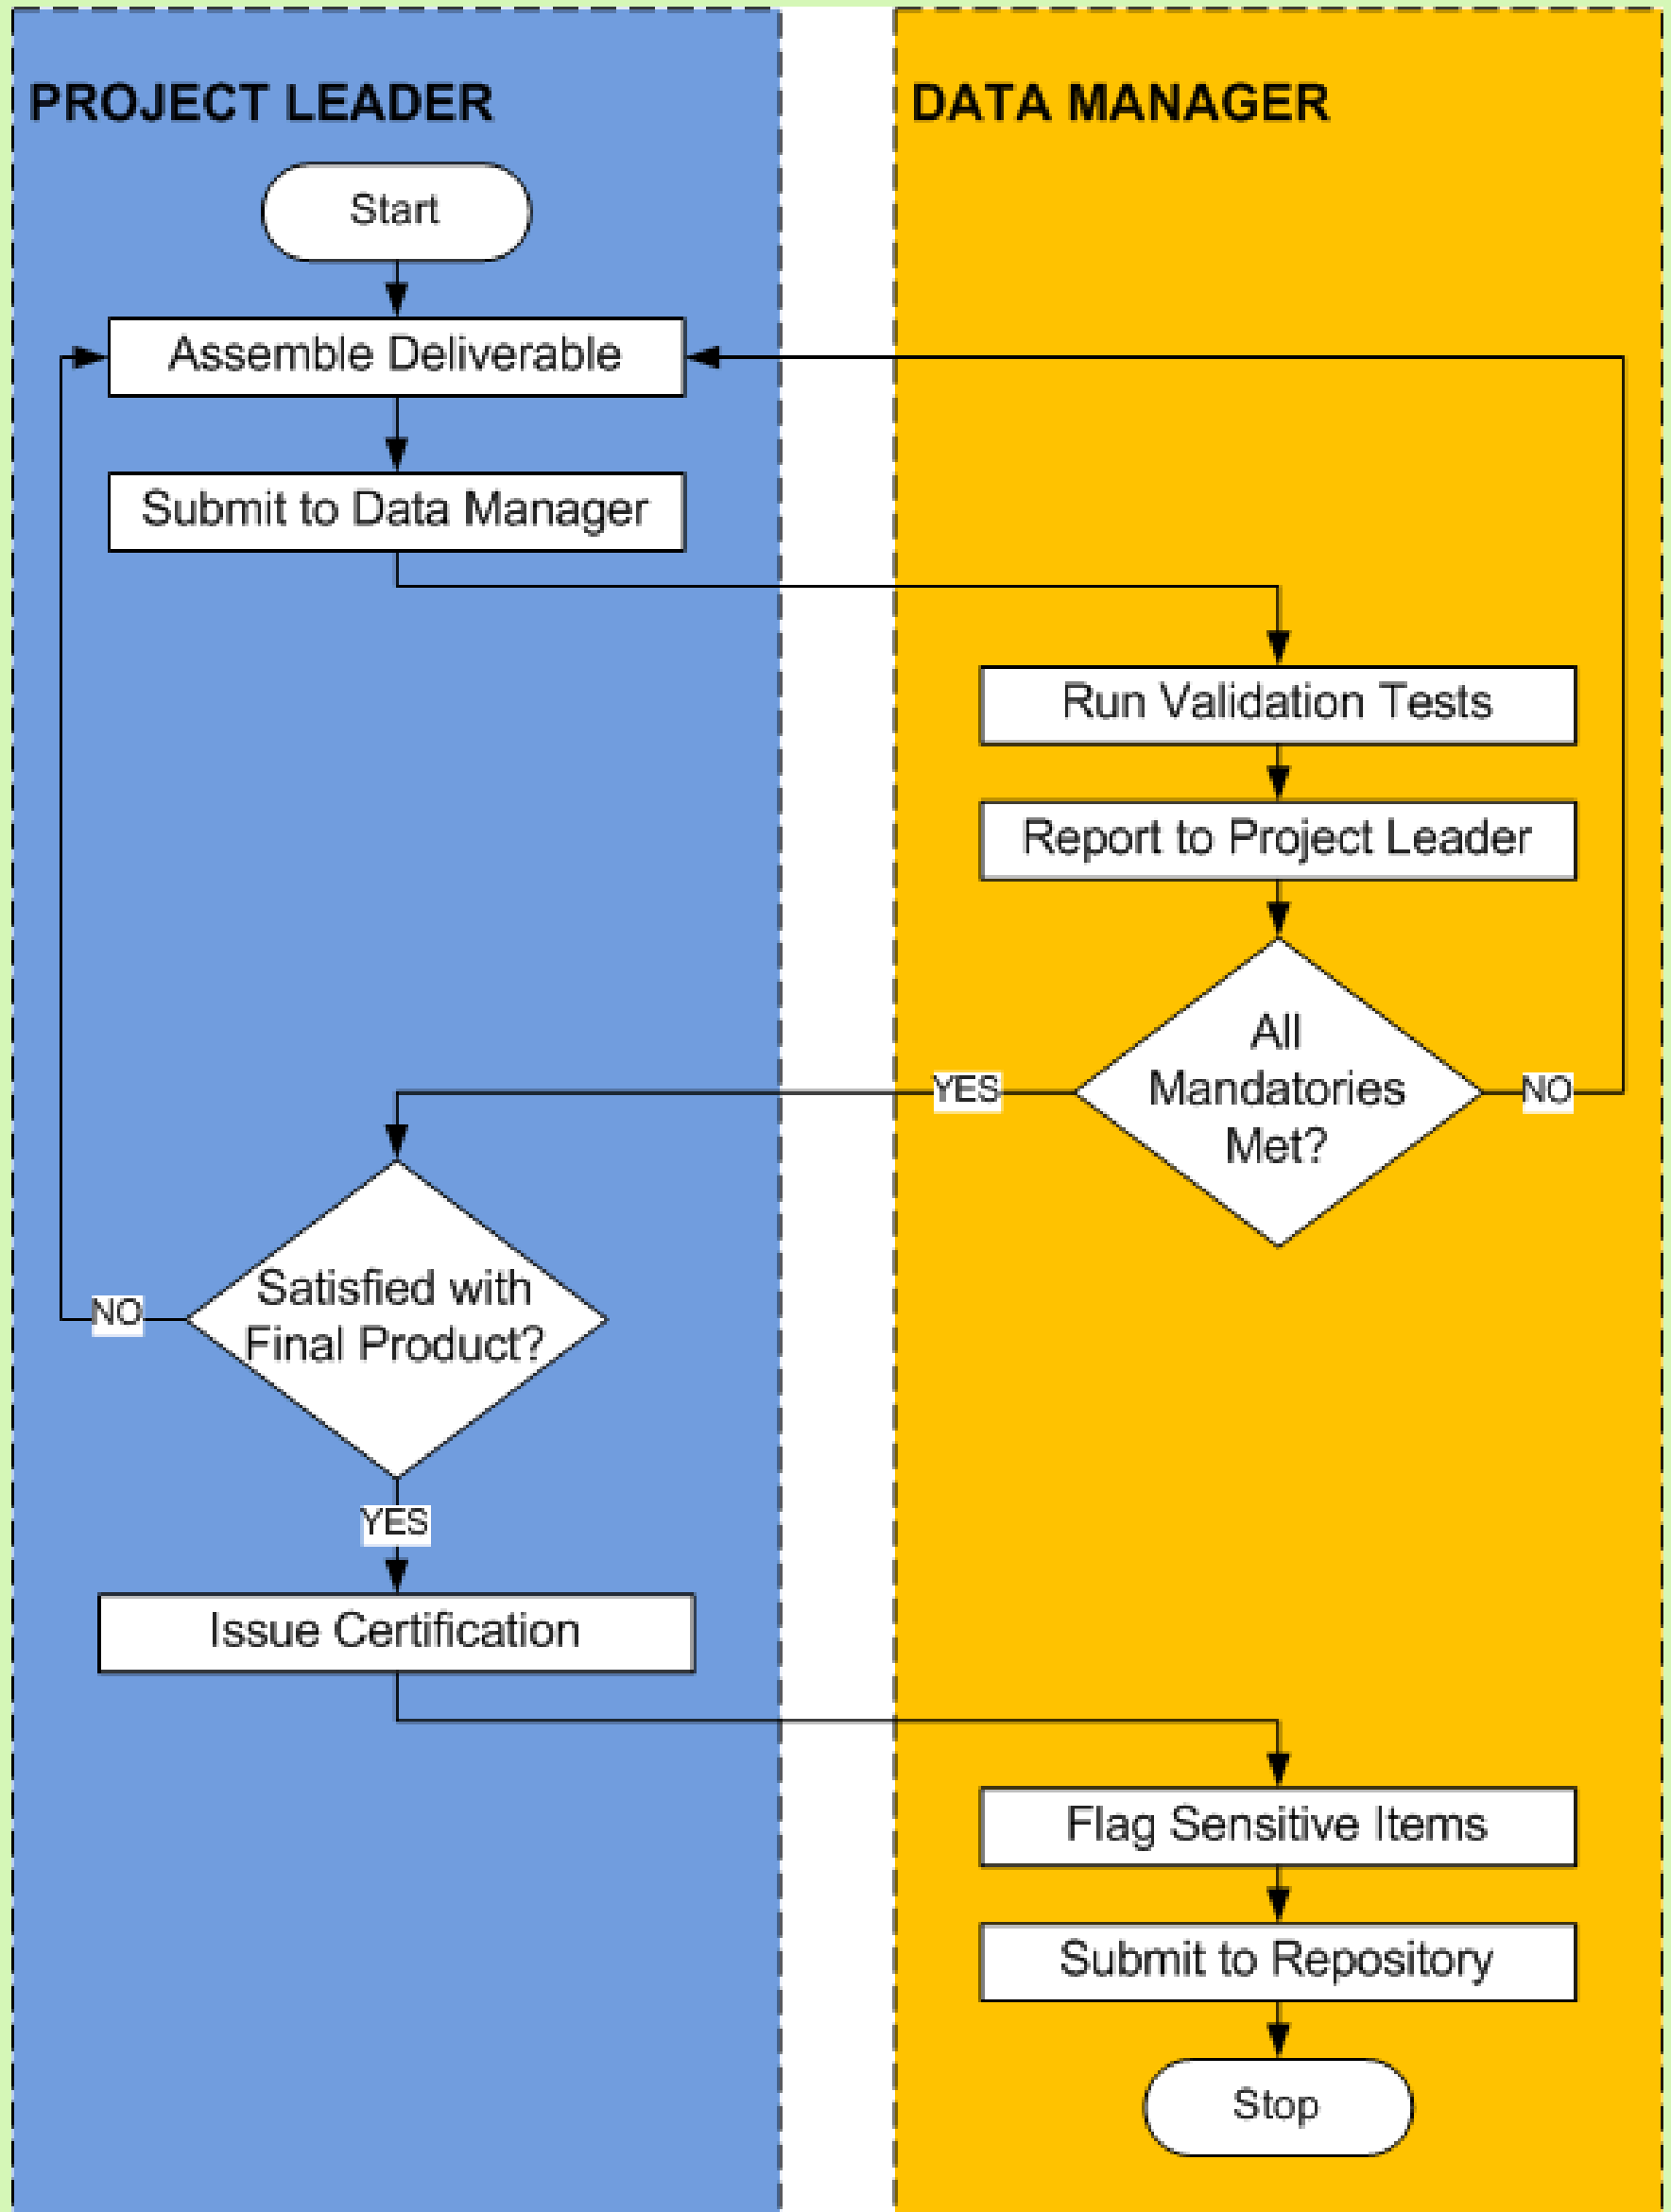 PROJECT LEADER
Start
Assemble Deliverable
Submit to Data Manager
DATA MANAGER
Run Validation Tests
Report to Project Leader
All
Mandatories
Met?
YES
NO
Satisfied with
Final Product?
NO
YES
Issue Certification
Flag Sensitive Items
Submit to Repository
Stop